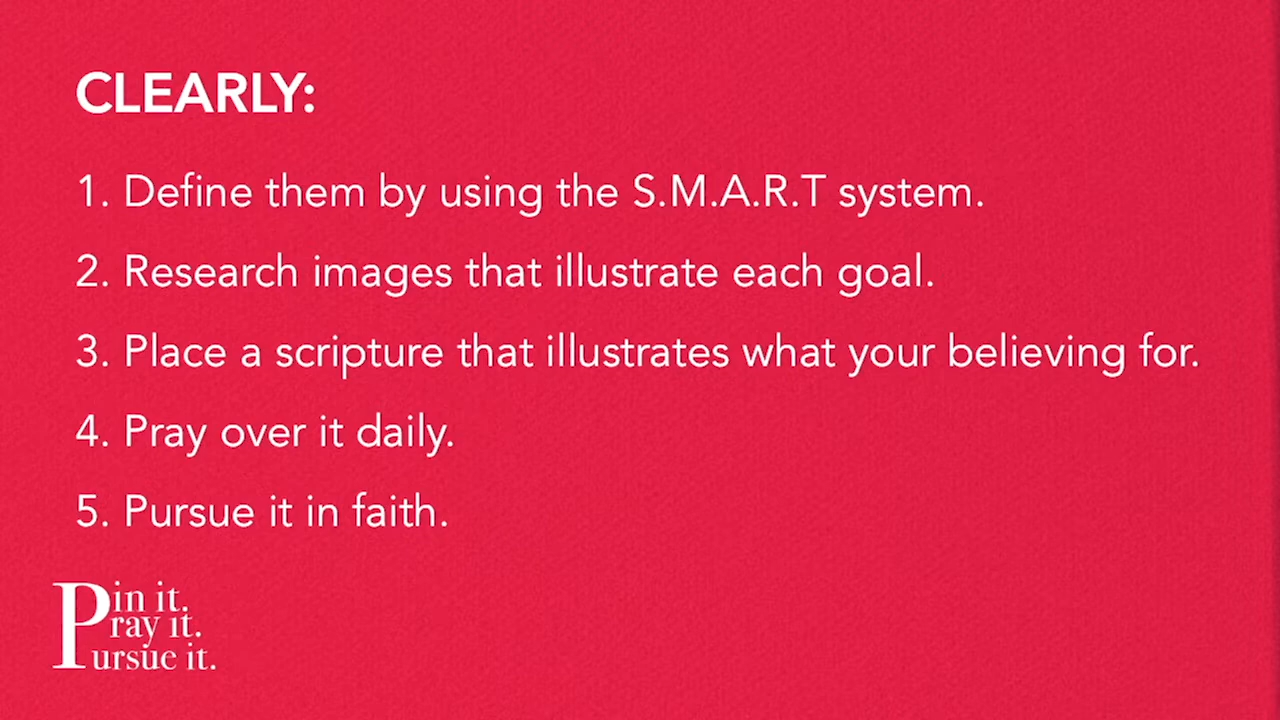 CLEARLY:
1. Define them by using the S.M.A.R.T system.
2. Research images that illustrate each goal.
3. Place a scripture that illustrates what your believing for.
4. Pray over it daily.
5. Pursue it in faith.
Pin it.
Pray it.
Pursue it.